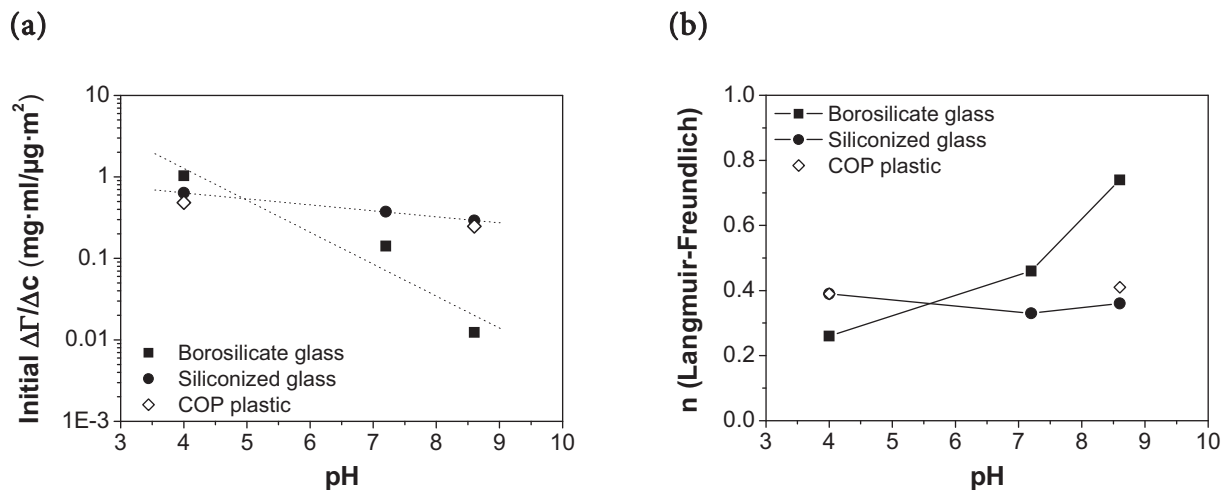 (a)
Initial ΔΓ/Δc (mg·ml/µg·m²)
10
1
0.1
0.01
1E-3
Borosilicate glass
Siliconized glass
COP plastic
3 4 5 6 7 8 9 10
pH
(b)
n (Langmuir-Freundlich)
1.0
0.8
0.6
0.4
0.2
0.0
Borosilicate glass
Siliconized glass
COP plastic
3 4 5 6 7 8 9 10
pH